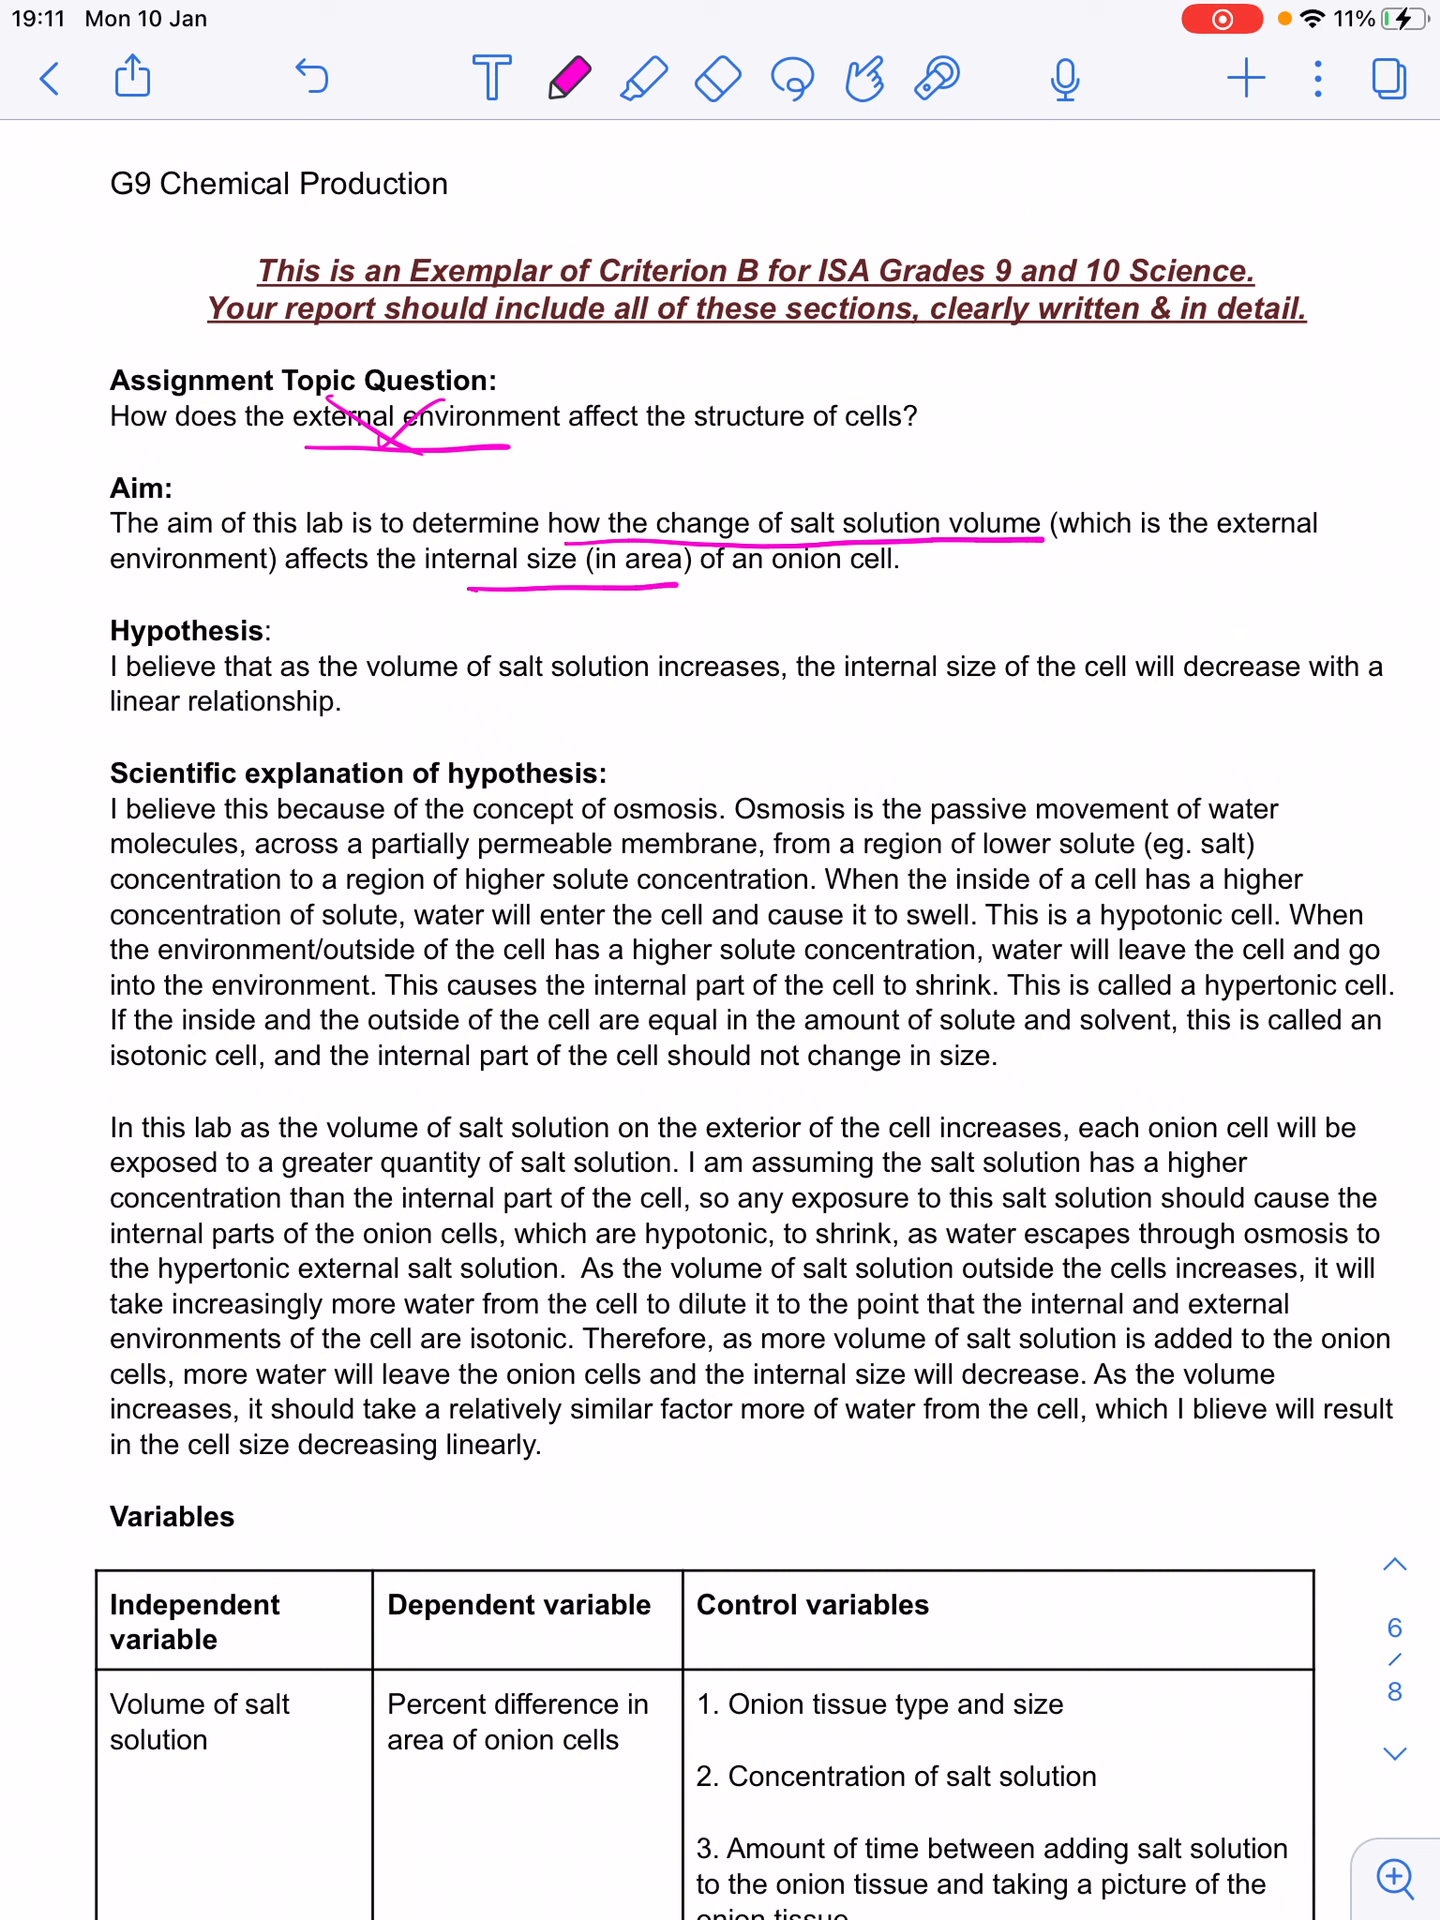 19:11 Mon 10 Jan
11%
G9 Chemical Production
This is an Exemplar of Criterion B for ISA Grades 9 and 10 Science.
Your report should include all of these sections, clearly written & in detail.
Assignment Topic Question:
How does the external environment affect the structure of cells?
Aim:
The aim of this lab is to determine how the change of salt solution volume (which is the external
environment) affects the internal size (in area) of an onion cell.
Hypothesis:
I believe that as the volume of salt solution increases, the internal size of the cell will decrease with a
linear relationship.
Scientific explanation of hypothesis:
I believe this because of the concept of osmosis. Osmosis is the passive movement of water
molecules, across a partially permeable membrane, from a region of lower solute (eg. salt)
concentration to a region of higher solute concentration. When the inside of a cell has a higher
concentration of solute, water will enter the cell and cause it to swell. This is a hypotonic cell. When
the environment/outside of the cell has a higher solute concentration, water will leave the cell and go
into the environment. This causes the internal part of the cell to shrink. This is called a hypertonic cell.
If the inside and the outside of the cell are equal in the amount of solute and solvent, this is called an
isotonic cell, and the internal part of the cell should not change in size.
In this lab as the volume of salt solution on the exterior of the cell increases, each onion cell will be
exposed to a greater quantity of salt solution. I am assuming the salt solution has a higher
concentration than the internal part of the cell, so any exposure to this salt solution should cause the
internal parts of the onion cells, which are hypotonic, to shrink, as water escapes through osmosis to
the hypertonic external salt solution.  As the volume of salt solution outside the cells increases, it will
take increasingly more water from the cell to dilute it to the point that the internal and external
environments of the cell are isotonic. Therefore, as more volume of salt solution is added to the onion
cells, more water will leave the onion cells and the internal size will decrease. As the volume
increases, it should take a relatively similar factor more of water from the cell, which I blieve will result
in the cell size decreasing linearly.
Variables
Independent
variable
Dependent variable
Control variables
Volume of salt
solution
Percent difference in
area of onion cells
1. Onion tissue type and size
2. Concentration of salt solution
3. Amount of time between adding salt solution
to the onion tissue and taking a picture of the
onion tissue
6
/
8